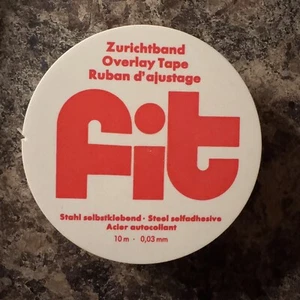 Zurichtband
Overlay Tape
Ruban d'ajustage
fit
Stahl selbstklebend · Steel selfadhesive
Acier autocollant
10 m · 0,03 mm